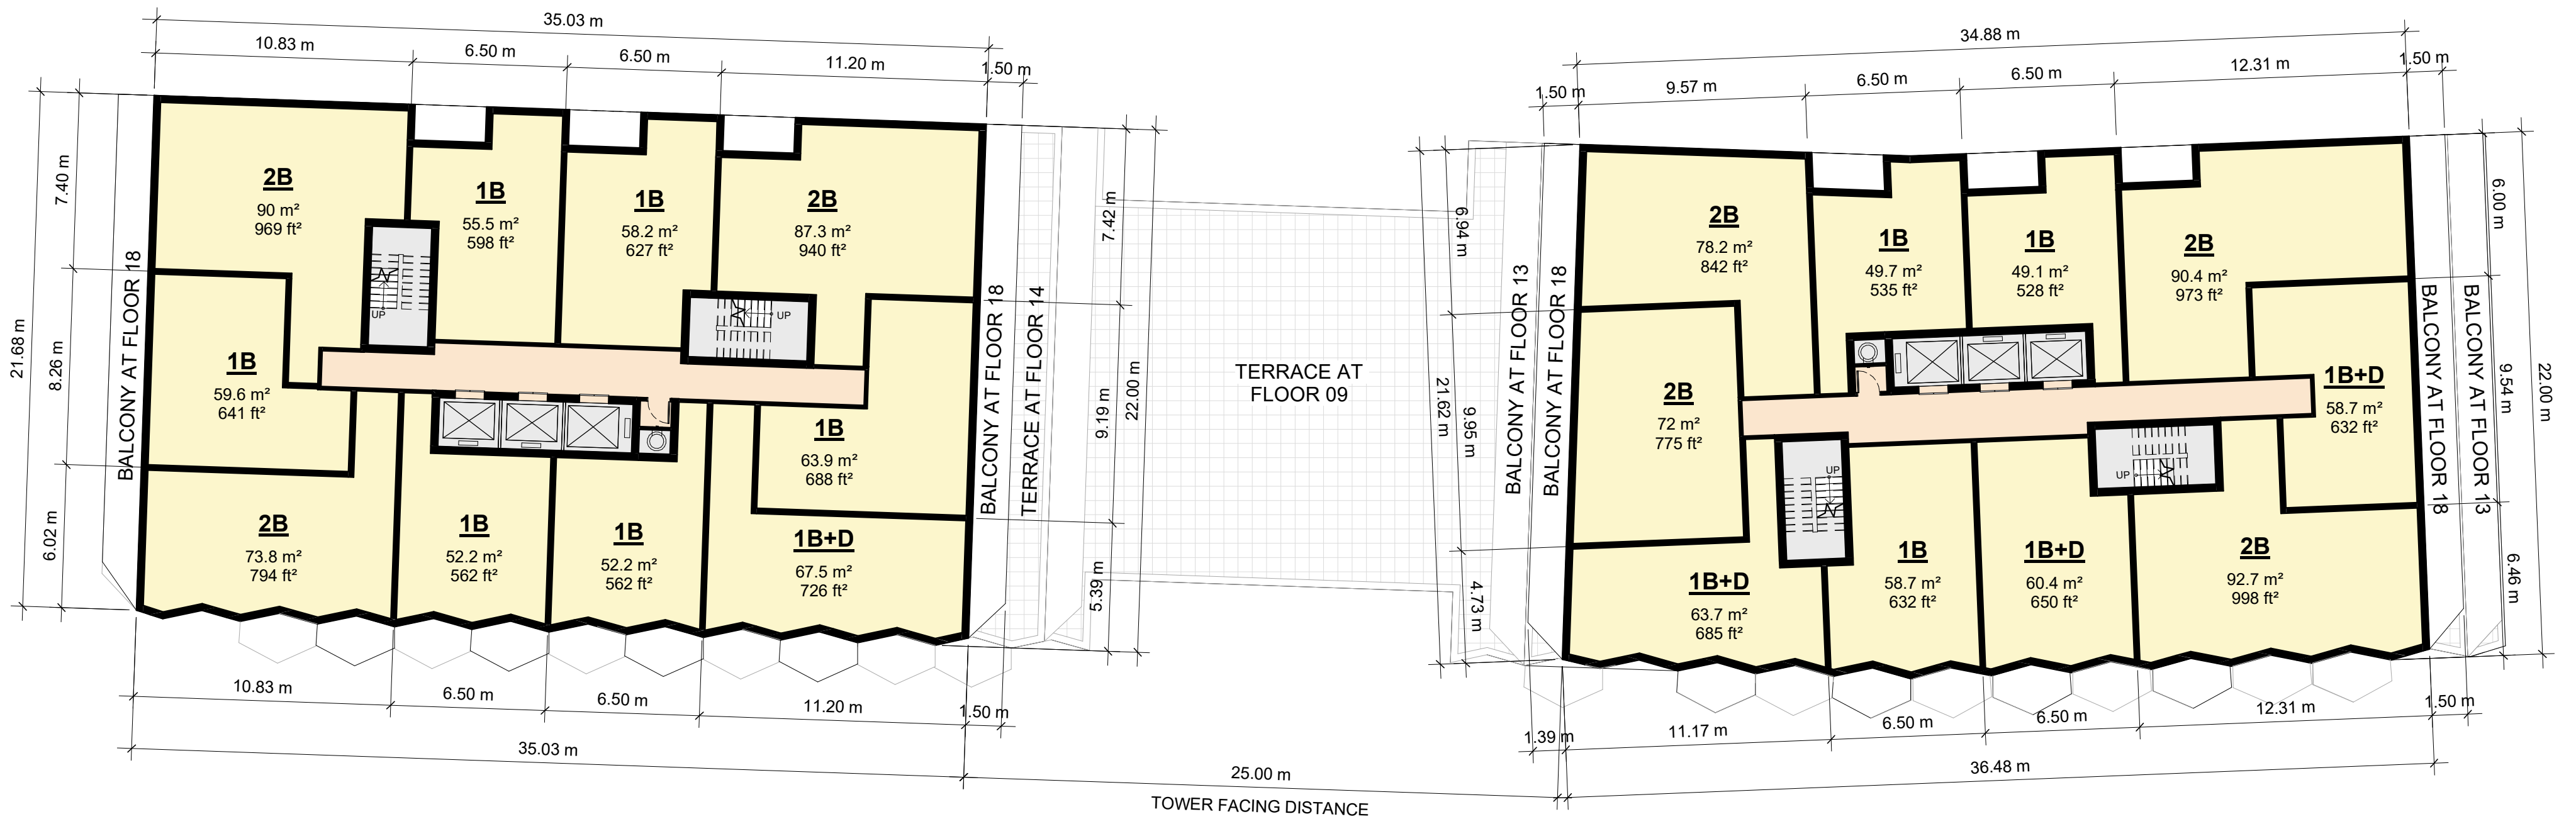 35.03 m
10.83 m
6.50 m
6.50 m
11.20 m
1.50 m
21.68 m
7.40 m
8.26 m
6.02 m
BALCONY AT FLOOR 18
2B
90 m²
969 ft²
1B
55.5 m²
598 ft²
1B
58.2 m²
627 ft²
2B
87.3 m²
940 ft²
UP
UP
1B
59.6 m²
641 ft²
1B
63.9 m²
688 ft²
2B
73.8 m²
794 ft²
1B
52.2 m²
562 ft²
1B
52.2 m²
562 ft²
1B+D
67.5 m²
726 ft²
BALCONY AT FLOOR 18
TERRACE AT FLOOR 14
7.42 m
9.19 m
5.39 m
22.00 m
10.83 m
6.50 m
6.50 m
11.20 m
1.50 m
35.03 m
TERRACE AT
FLOOR 09
25.00 m
TOWER FACING DISTANCE
34.88 m
1.50 m
9.57 m
6.50 m
6.50 m
12.31 m
1.50 m
6.94 m
21.62 m
9.95 m
4.73 m
BALCONY AT FLOOR 13
BALCONY AT FLOOR 18
2B
78.2 m²
842 ft²
1B
49.7 m²
535 ft²
1B
49.1 m²
528 ft²
2B
90.4 m²
973 ft²
2B
72 m²
775 ft²
1B+D
58.7 m²
632 ft²
UP
UP
1B+D
63.7 m²
685 ft²
1B
58.7 m²
632 ft²
1B+D
60.4 m²
650 ft²
2B
92.7 m²
998 ft²
BALCONY AT FLOOR 18
BALCONY AT FLOOR 13
6.00 m
9.54 m
6.46 m
22.00 m
1.39 m
11.17 m
6.50 m
6.50 m
12.31 m
1.50 m
36.48 m